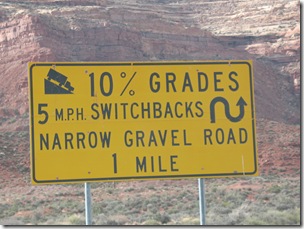 10% GRADES
5 M.P.H. SWITCHBACKS
NARROW GRAVEL ROAD
1 MILE